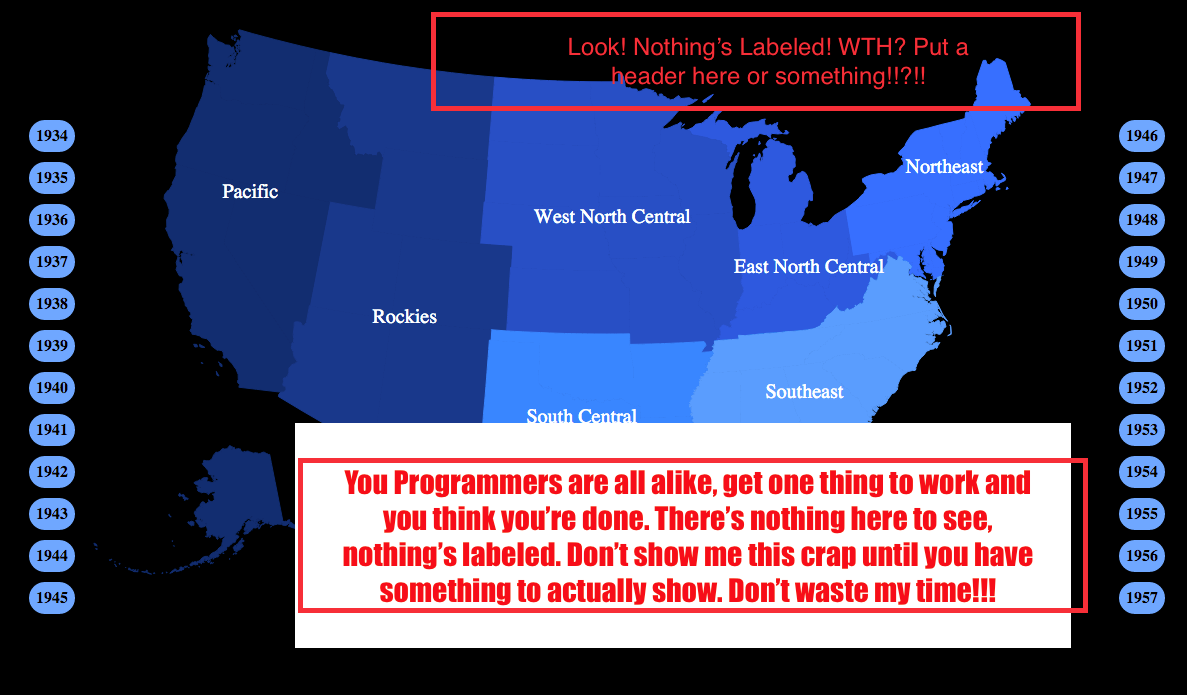 Look! Nothing's Labeled! WTH? Put a
header here or something!!?!!
1934
1935
1936
1937
1938
1939
1940
1941
1942
1943
1944
1945
Pacific
Rockies
West North Central
East North Central
Northeast
Southeast
South Central
1946
1947
1948
1949
1950
1951
1952
1953
1954
1955
1956
1957
You Programmers are all alike, get one thing to work and
you think you're done. There's nothing here to see,
nothing's labeled. Don't show me this crap until you have
something to actually show. Don't waste my time!!!